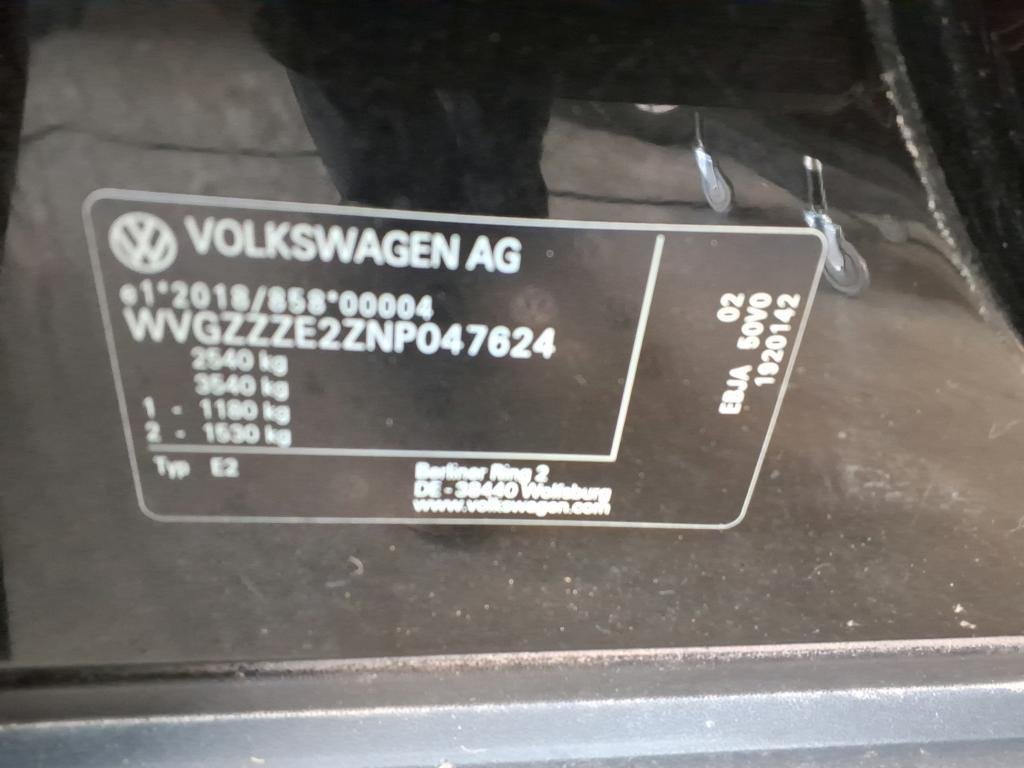 VOLKSWAGEN AG
e1*2018/858*00004
WVGZZZE2ZNP047624
2540 kg
3540 kg
1 - 1180 kg
2 - 1530 kg
Typ E2
Berliner Ring 2
DE - 38440 Wolfsburg
www.volkswagen.com
02
EBJA 50V0
1920142